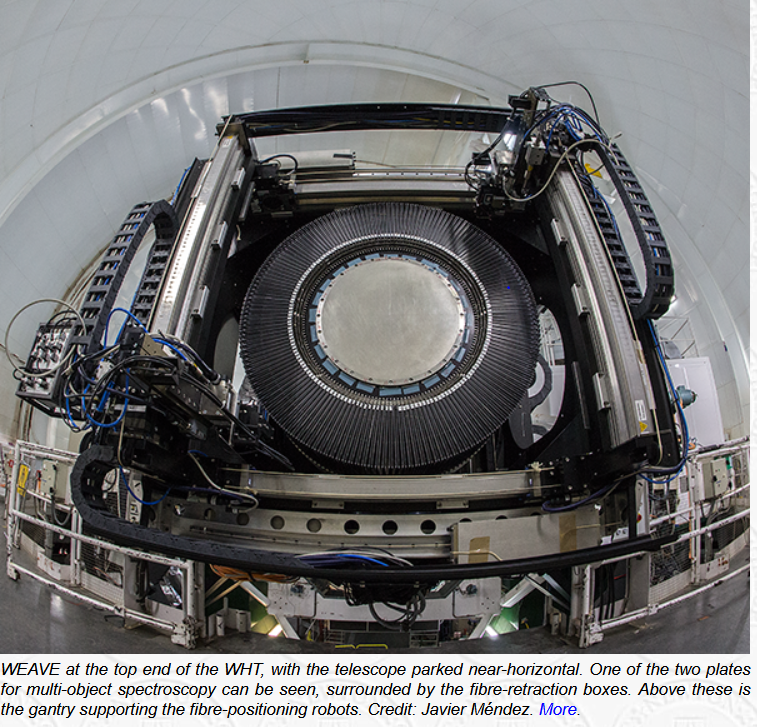 WEAVE at the top end of the WHT, with the telescope parked near-horizontal. One of the two plates
for multi-object spectroscopy can be seen, surrounded by the fibre-retraction boxes. Above these is
the gantry supporting the fibre-positioning robots. Credit: Javier Méndez. More.